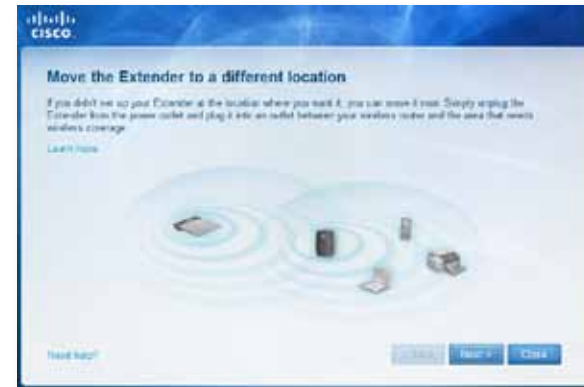 CISCO
Move the Extender to a different location
If you didn't set up your Extender at the location where you want it, you can move it now. Simply unplug the
Extender from the power outlet and plug it into an outlet between your wireless router and the area that needs
wireless coverage.
Learn more
Need help?
Next >
Close